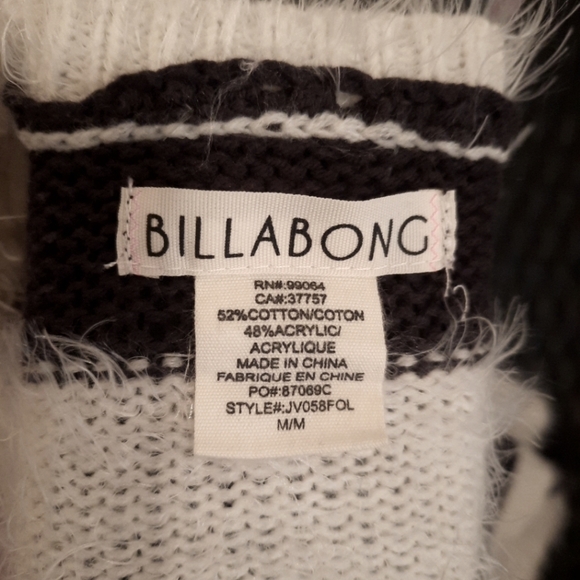 BILLABONG
RN#:99064
CA#:37757
52%COTTON/COTON
48%ACRYLIC/
ACRYLIQUE
MADE IN CHINA
FABRIQUE EN CHINE
PO#:87069C
STYLE#:JV058FOL
M/M